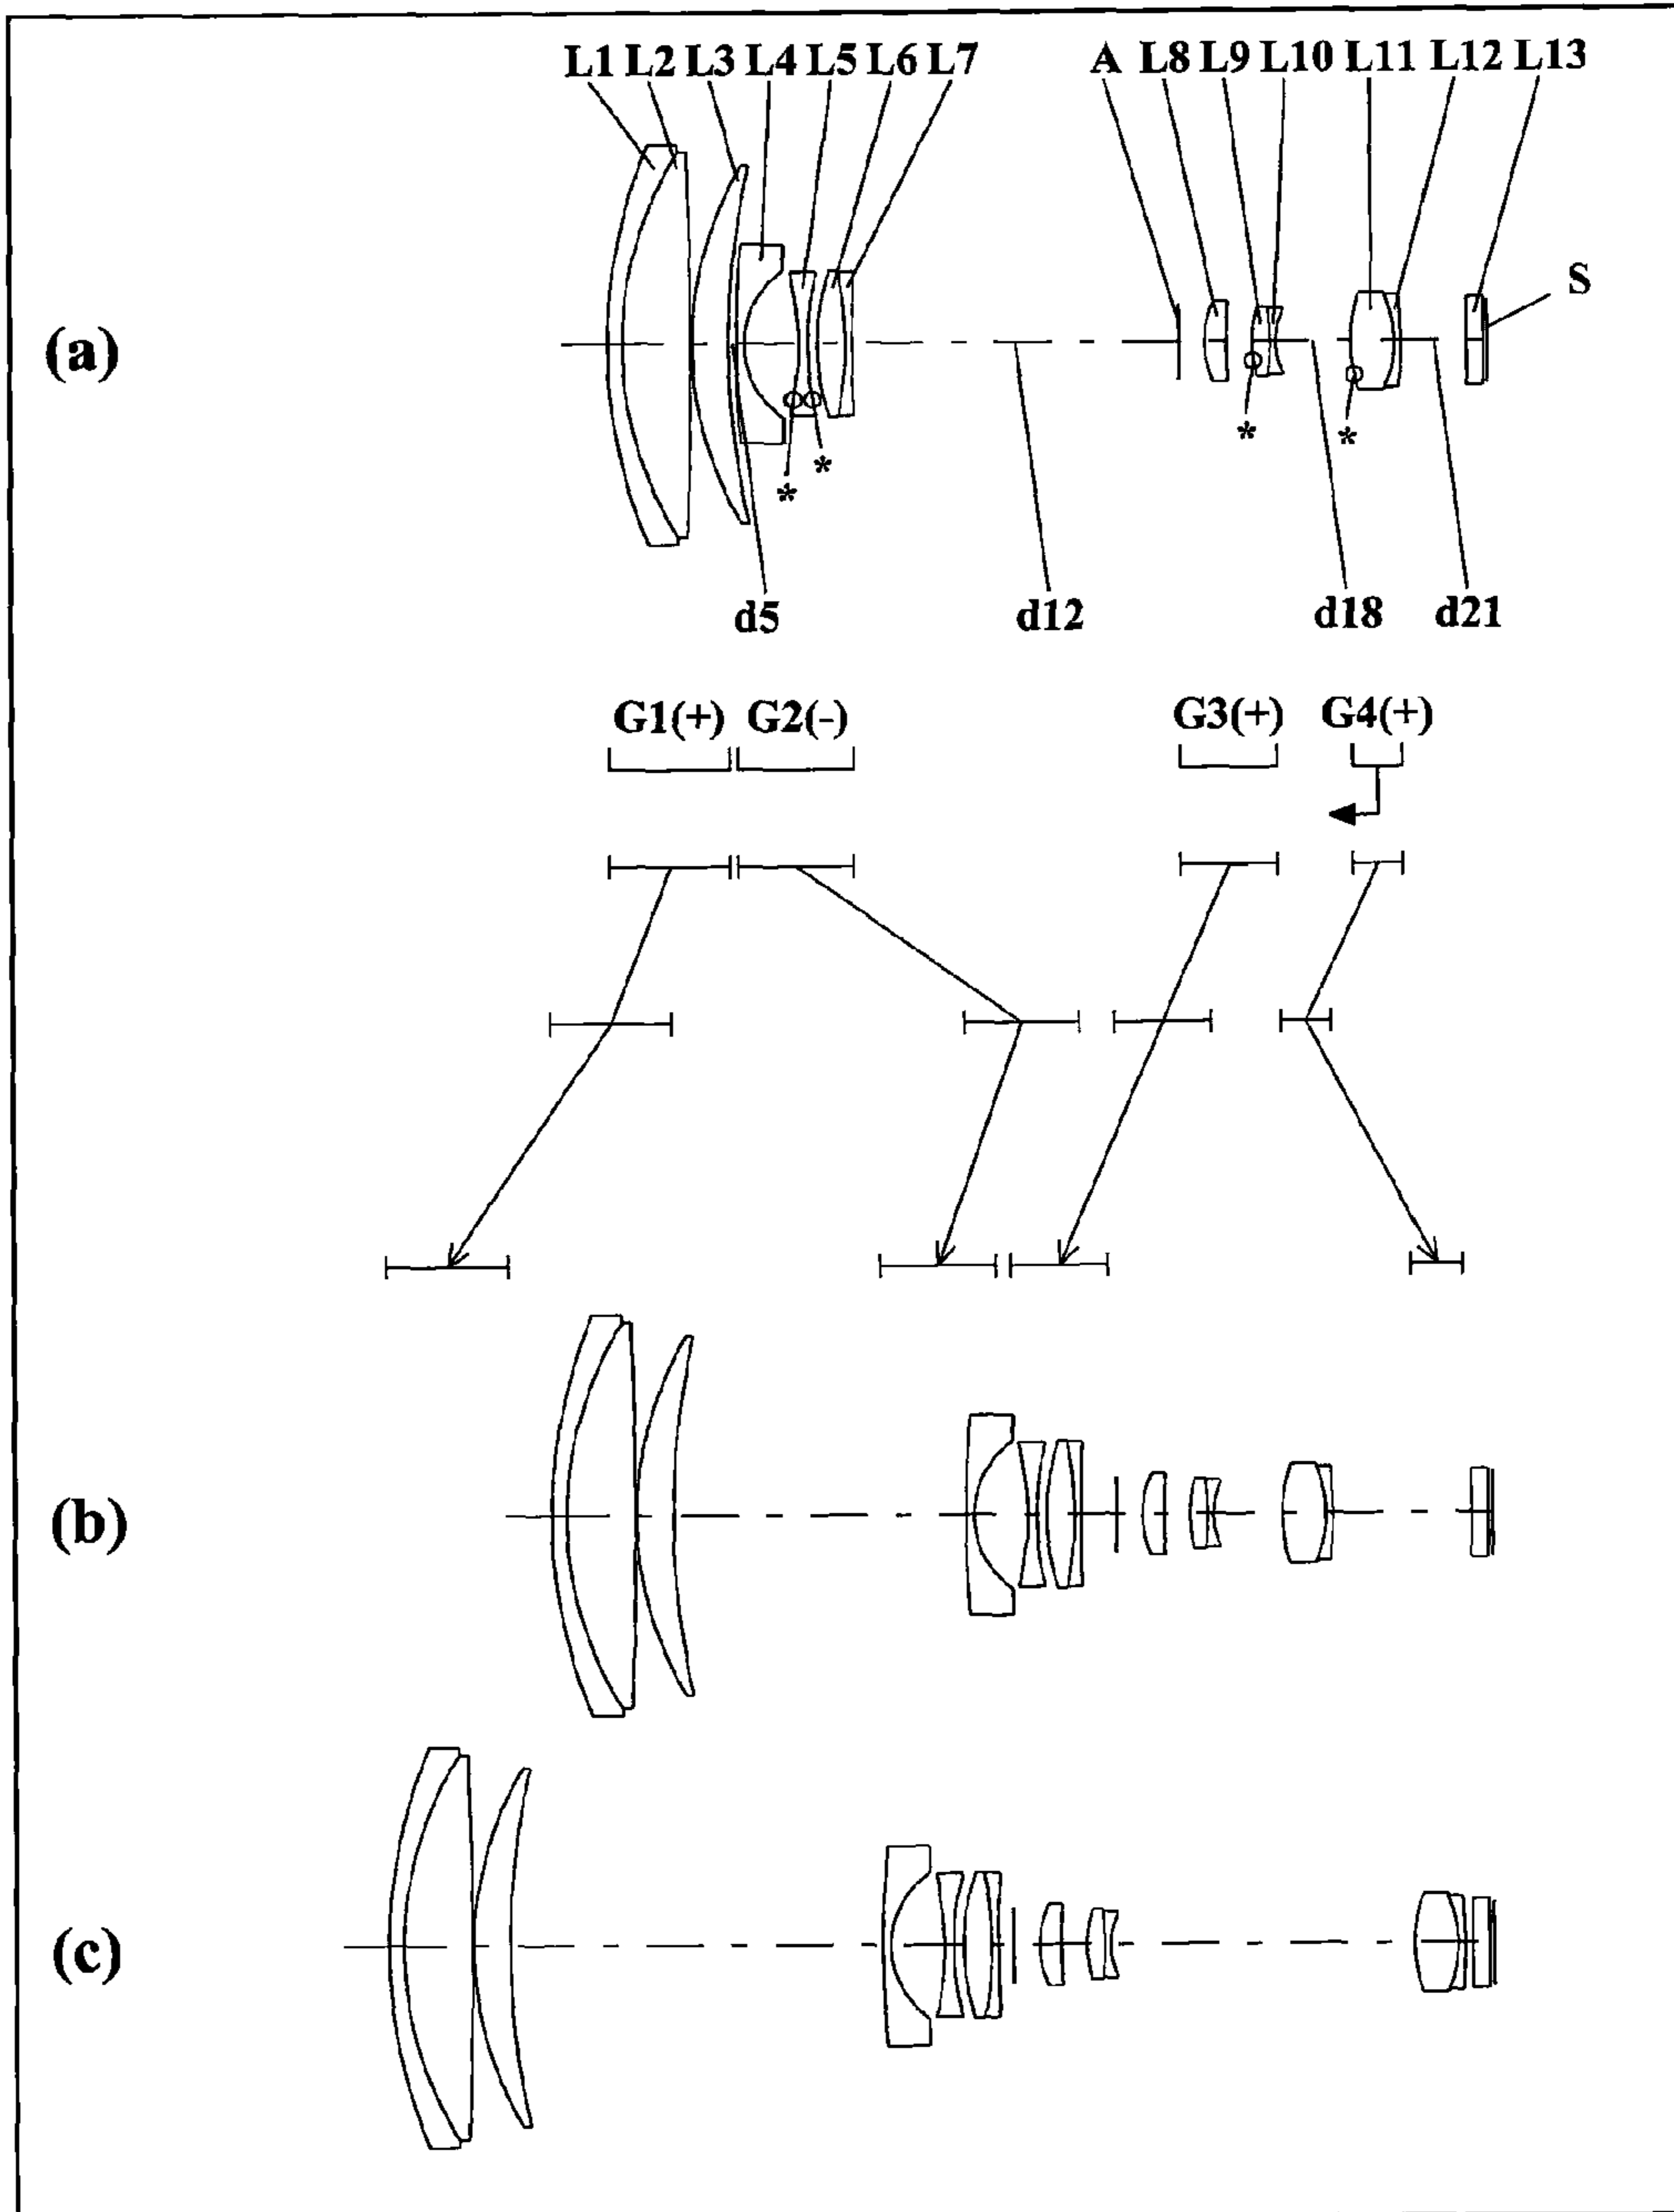 L1 L2 L3 L4 L5 L6 L7 A L8 L9 L10 L11 L12 L13
S
(a)
* * * *
d5 d12 d18 d21
G1(+) G2(-) G3(+) G4(+)
(b)
(c)